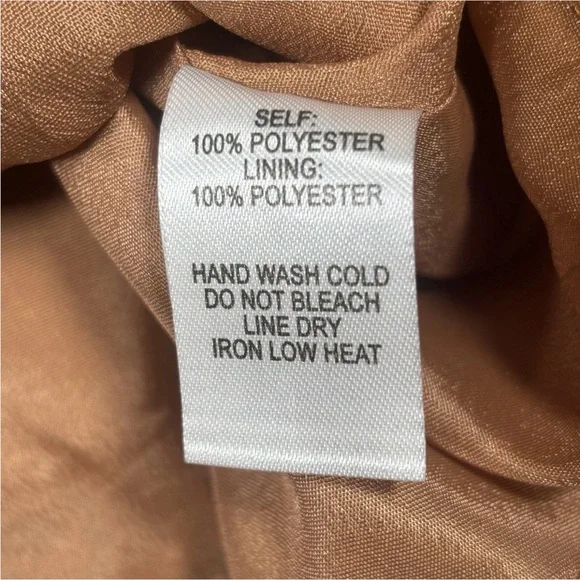 SELF:
100% POLYESTER
LINING:
100% POLYESTER
HAND WASH COLD
DO NOT BLEACH
LINE DRY
IRON LOW HEAT